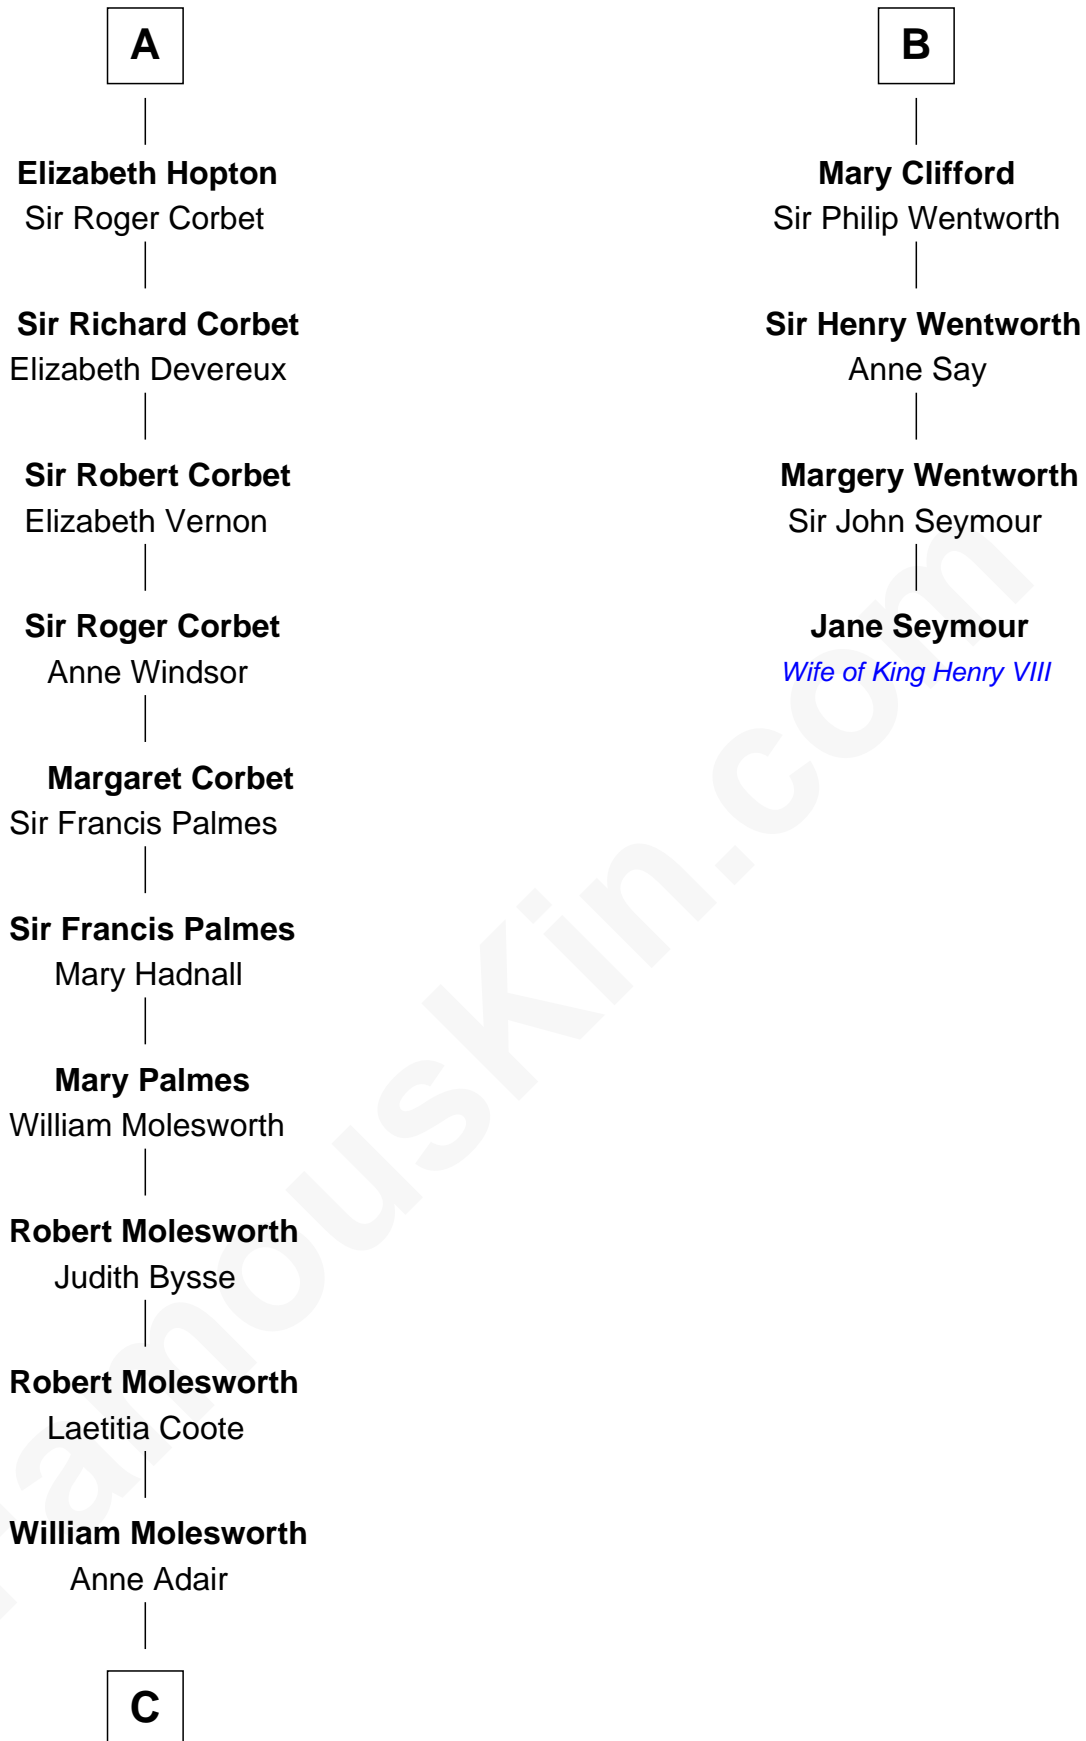 A
Elizabeth Hopton
Sir Roger Corbet
Sir Richard Corbet
Elizabeth Devereux
Sir Robert Corbet
Elizabeth Vernon
Sir Roger Corbet
Anne Windsor
Margaret Corbet
Sir Francis Palmes
Sir Francis Palmes
Mary Hadnall
Mary Palmes
William Molesworth
Robert Molesworth
Judith Bysse
Robert Molesworth
Laetitia Coote
William Molesworth
Anne Adair
C
B
Mary Clifford
Sir Philip Wentworth
Sir Henry Wentworth
Anne Say
Margery Wentworth
Sir John Seymour
Jane Seymour
Wife of King Henry VIII
FamousKin.com